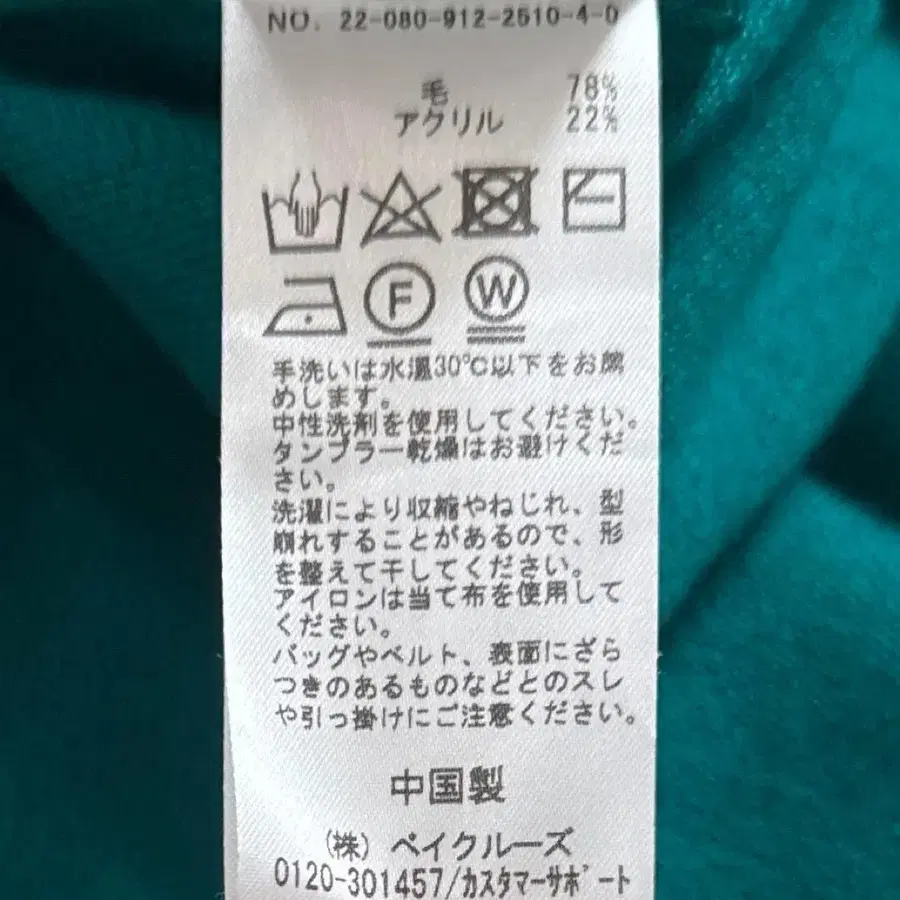 NO. 22-080-912-2510-4-0
毛 78%
アクリル 22%
F W
手洗いは水温30℃以下をお薦
めします。
中性洗剤を使用してください。
タンブラー乾燥はお避けくだ
さい。
洗濯により収縮やねじれ、型
崩れすることがあるので、形
を整えて干してください。
アイロンは当て布を使用して
ください。
バッグやベルト、表面にざら
つきのあるものなどとのスレ
や引っ掛けにご注意ください。
中国製
(株) ベイクルーズ
0120-301457/カスタマーサポート